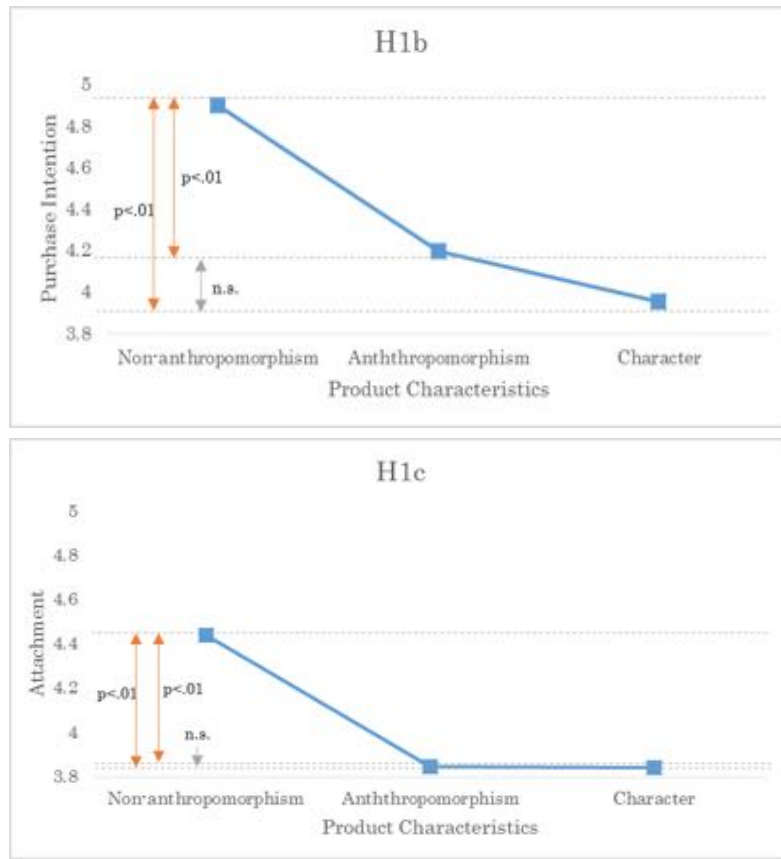 H1b
5
4.8
4.6
4.4
4.2
4
3.8
Purchase Intention
p<.01
p<.01
n.s.
Non-anthropomorphism Anththropomorphism Character
Product Characteristics
H1c
5
4.8
4.6
4.4
4.2
4
3.8
Attachment
p<.01
p<.01
n.s.
Non-anthropomorphism Anththropomorphism Character
Product Characteristics